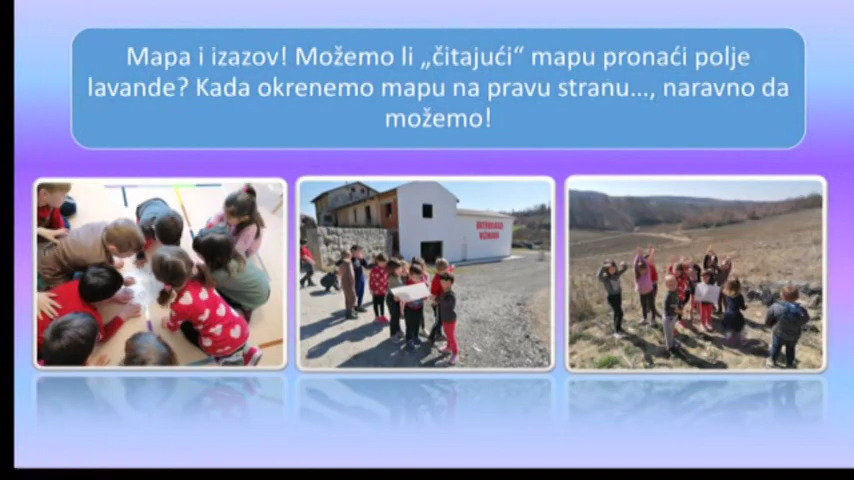 Mapa i izazov! Možemo li „čitajući“ mapu pronaći polje
lavande? Kada okrenemo mapu na pravu stranu..., naravno da
možemo!